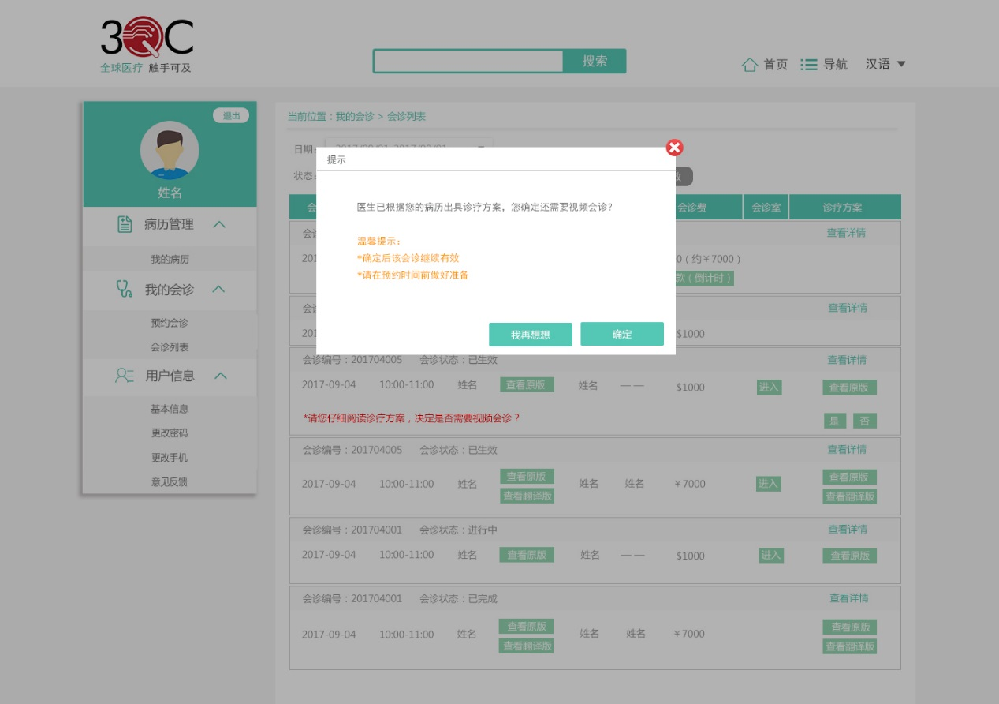 3QC
全球医疗 触手可及
搜索
首页
导航
汉语
退出
姓名
病历管理
我的病历
我的会诊
预约会诊
会诊列表
用户信息
基本信息
更改密码
更改手机
意见反馈
当前位置：我的会诊 > 会诊列表
日期：
状态：
提示
医生已根据您的病历出具诊疗方案，您确定还需要视频会诊？
温馨提示：
*确定后该会诊继续有效
*请在预约时间前做好准备
我再想想
确定
会诊费 会诊室 诊疗方案
查看详情
0（约￥7000）
款（倒计时）
查看详情
$1000
会诊编号：201704005 会诊状态：已生效 查看详情
2017-09-04 10:00-11:00 姓名 查看原版 姓名 — — $1000 进入 查看原版
*请您仔细阅读诊疗方案，决定是否需要视频会诊？ 是 否
会诊编号：201704005 会诊状态：已生效 查看详情
2017-09-04 10:00-11:00 姓名 查看原版 姓名 姓名 ￥7000 进入 查看原版
查看翻译版 查看翻译版
会诊编号：201704001 会诊状态：进行中 查看详情
2017-09-04 10:00-11:00 姓名 查看原版 姓名 — — $1000 进入 查看原版
会诊编号：201704001 会诊状态：已完成 查看详情
2017-09-04 10:00-11:00 姓名 查看原版 姓名 姓名 ￥7000 查看原版
查看翻译版 查看翻译版